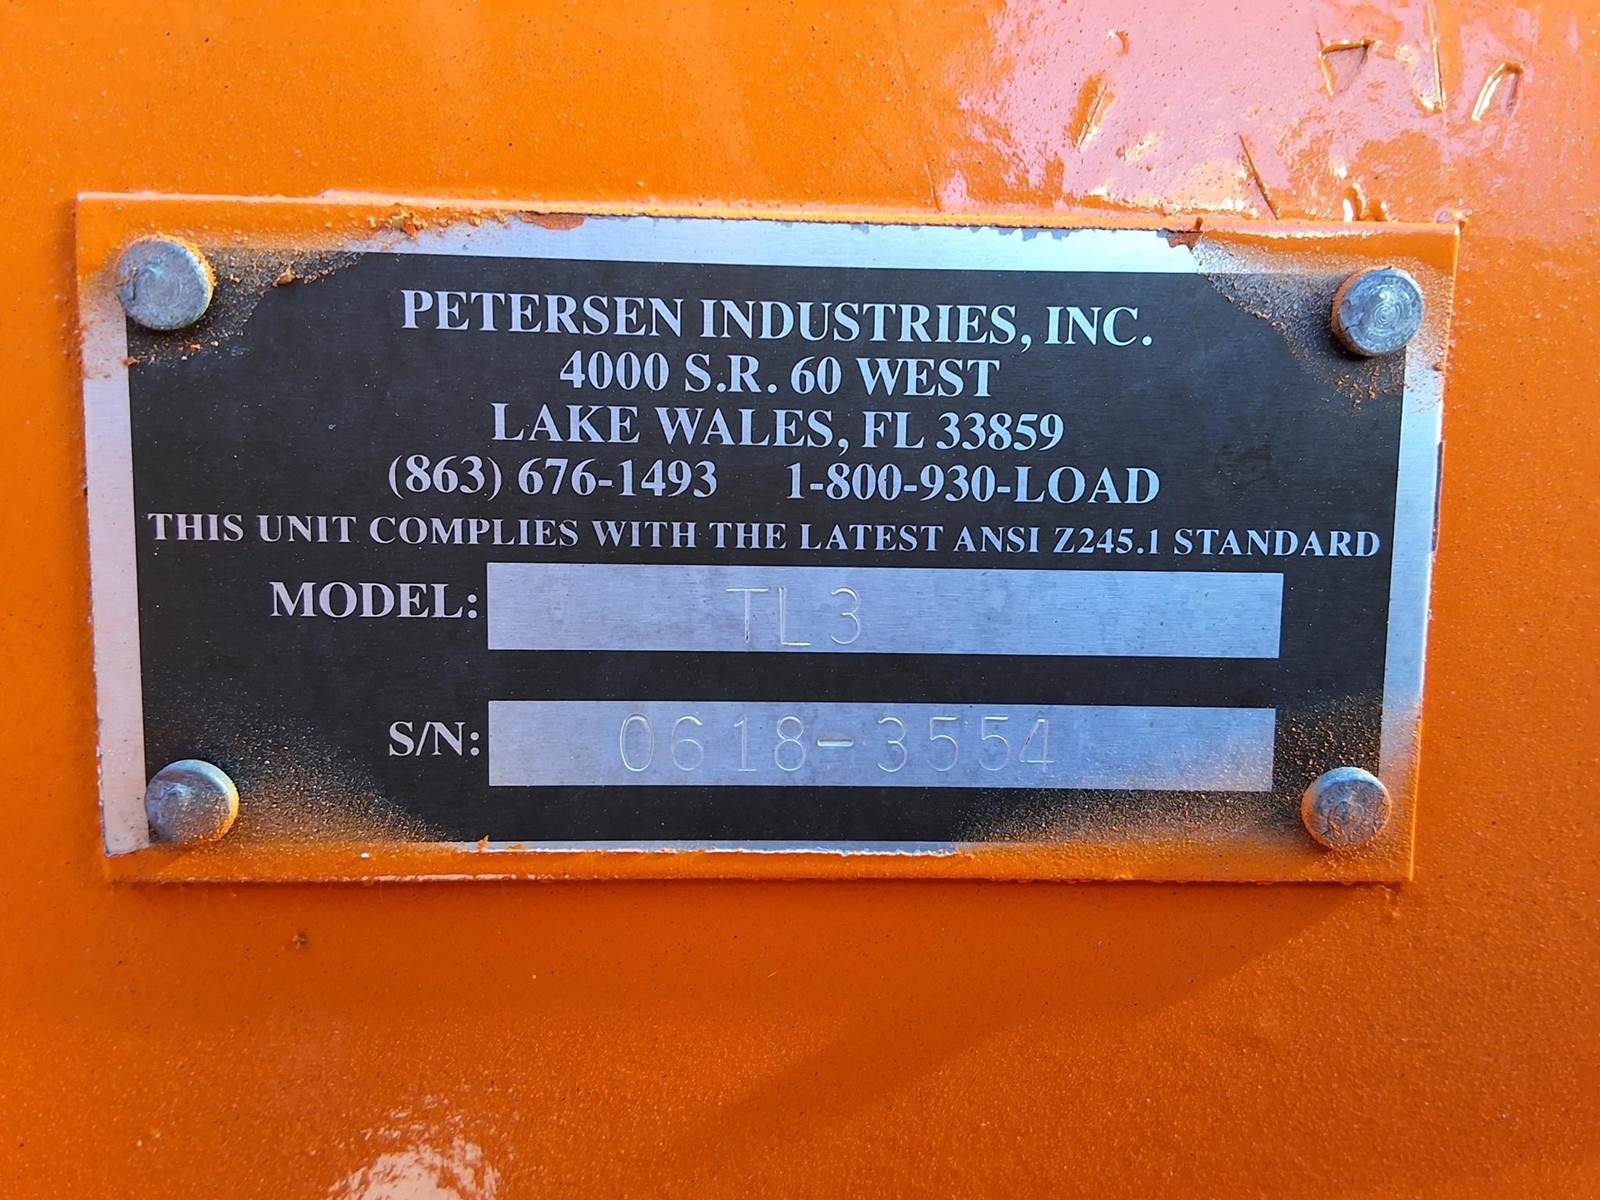 PETERSEN INDUSTRIES, INC.
4000 S.R. 60 WEST
LAKE WALES, FL 33859
(863) 676-1493 1-800-930-LOAD
THIS UNIT COMPLIES WITH THE LATEST ANSI Z245.1 STANDARD
MODEL: TL3
S/N: 0618-3554